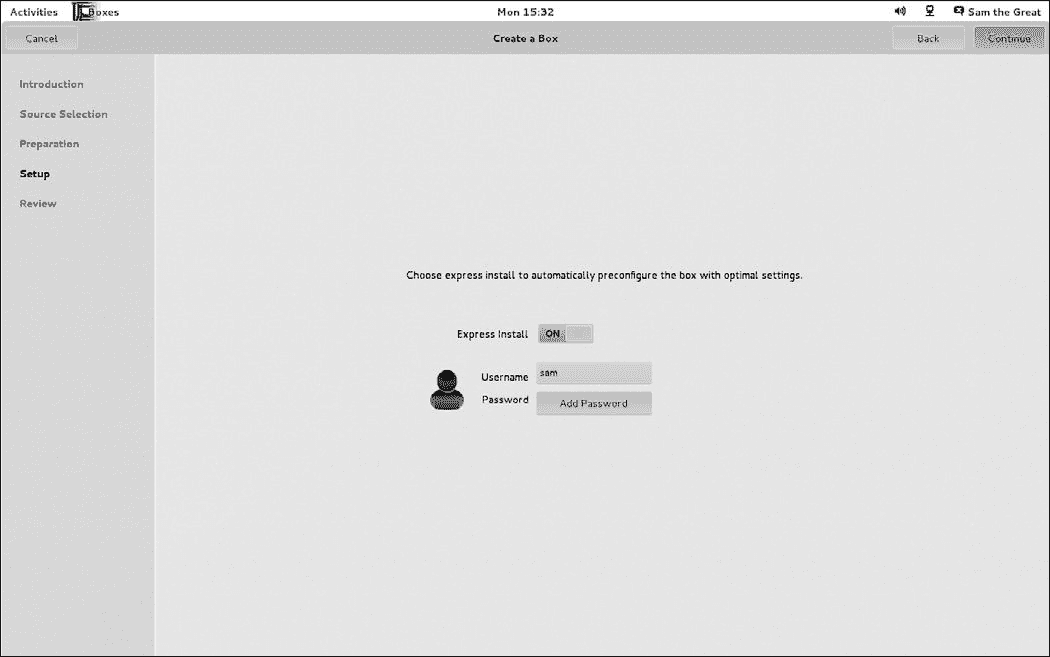 Activities Boxes Mon 15:32 Sam the Great
Cancel Create a Box Back Continue
Introduction
Source Selection
Preparation
Setup
Review
Choose express install to automatically preconfigure the box with optimal settings.
Express Install ON
Username sam
Password Add Password